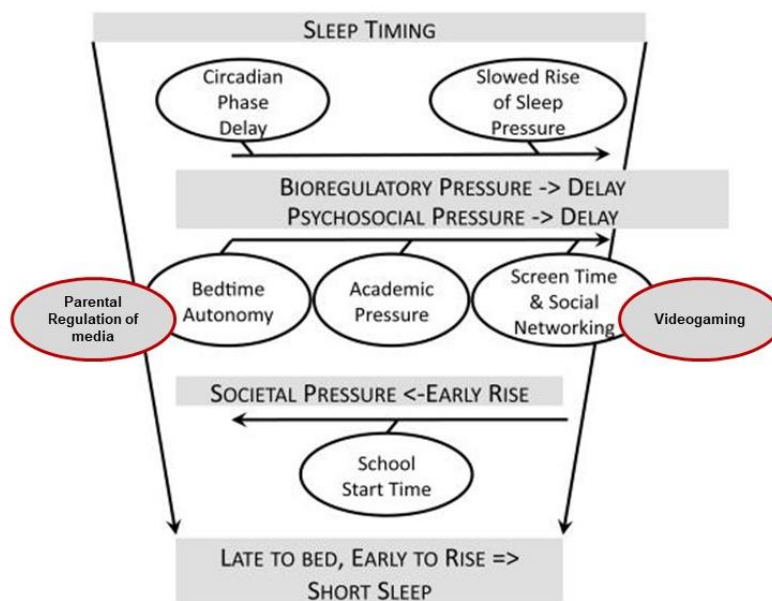 SLEEP TIMING
Circadian
Phase
Delay
Slowed Rise
of Sleep
Pressure
BIOREGULATORY PRESSURE -> DELAY
PSYCHOSOCIAL PRESSURE -> DELAY
Parental
Regulation of
media
Bedtime
Autonomy
Academic
Pressure
Screen Time
& Social
Networking
Videogaming
SOCIETAL PRESSURE <-EARLY RISE
School
Start Time
LATE TO BED, EARLY TO RISE =>
SHORT SLEEP